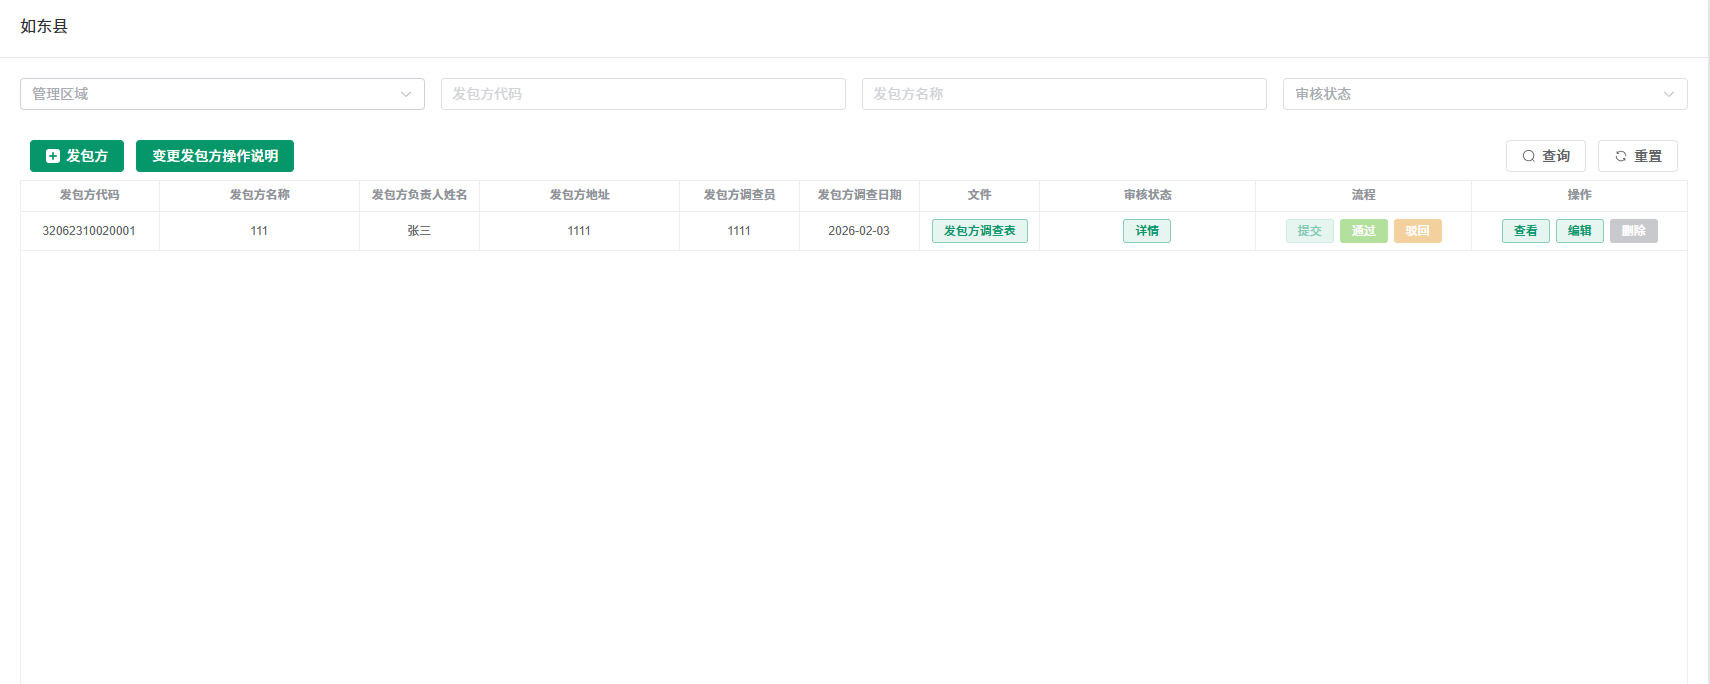 如东县
管理区域 发包方代码 发包方名称 审核状态
发包方 变更发包方操作说明 查询 重置
发包方代码 发包方名称 发包方负责人姓名 发包方地址 发包方调查员 发包方调查日期 文件 审核状态 流程 操作
32062310020001 111 张三 1111 1111 2026-02-03 发包方调查表 详情 提交 通过 驳回 查看 编辑 删除